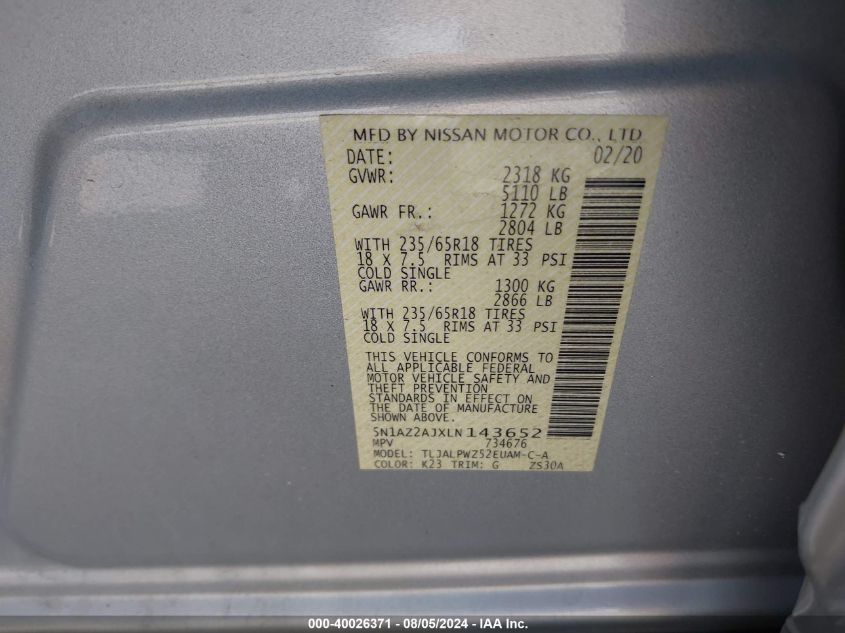 MFD BY NISSAN MOTOR CO., LTD
DATE: 02/20
GVWR: 2318 KG
5110 LB
GAWR FR.: 1272 KG
2804 LB
WITH 235/65R18 TIRES
18 X 7.5 RIMS AT 33 PSI
COLD SINGLE
GAWR RR.: 1300 KG
2866 LB
WITH 235/65R18 TIRES
18 X 7.5 RIMS AT 33 PSI
COLD SINGLE
THIS VEHICLE CONFORMS TO
ALL APPLICABLE FEDERAL
MOTOR VEHICLE SAFETY AND
THEFT PREVENTION
STANDARDS IN EFFECT ON
THE DATE OF MANUFACTURE
SHOWN ABOVE.
5N1AZ2AJXLN143652
MPV 734676
MODEL: TLJALPWZ52EUAM-C-A
COLOR: K23 TRIM: G ZS30A
000-40026371 - 08/05/2024 - IAA Inc.